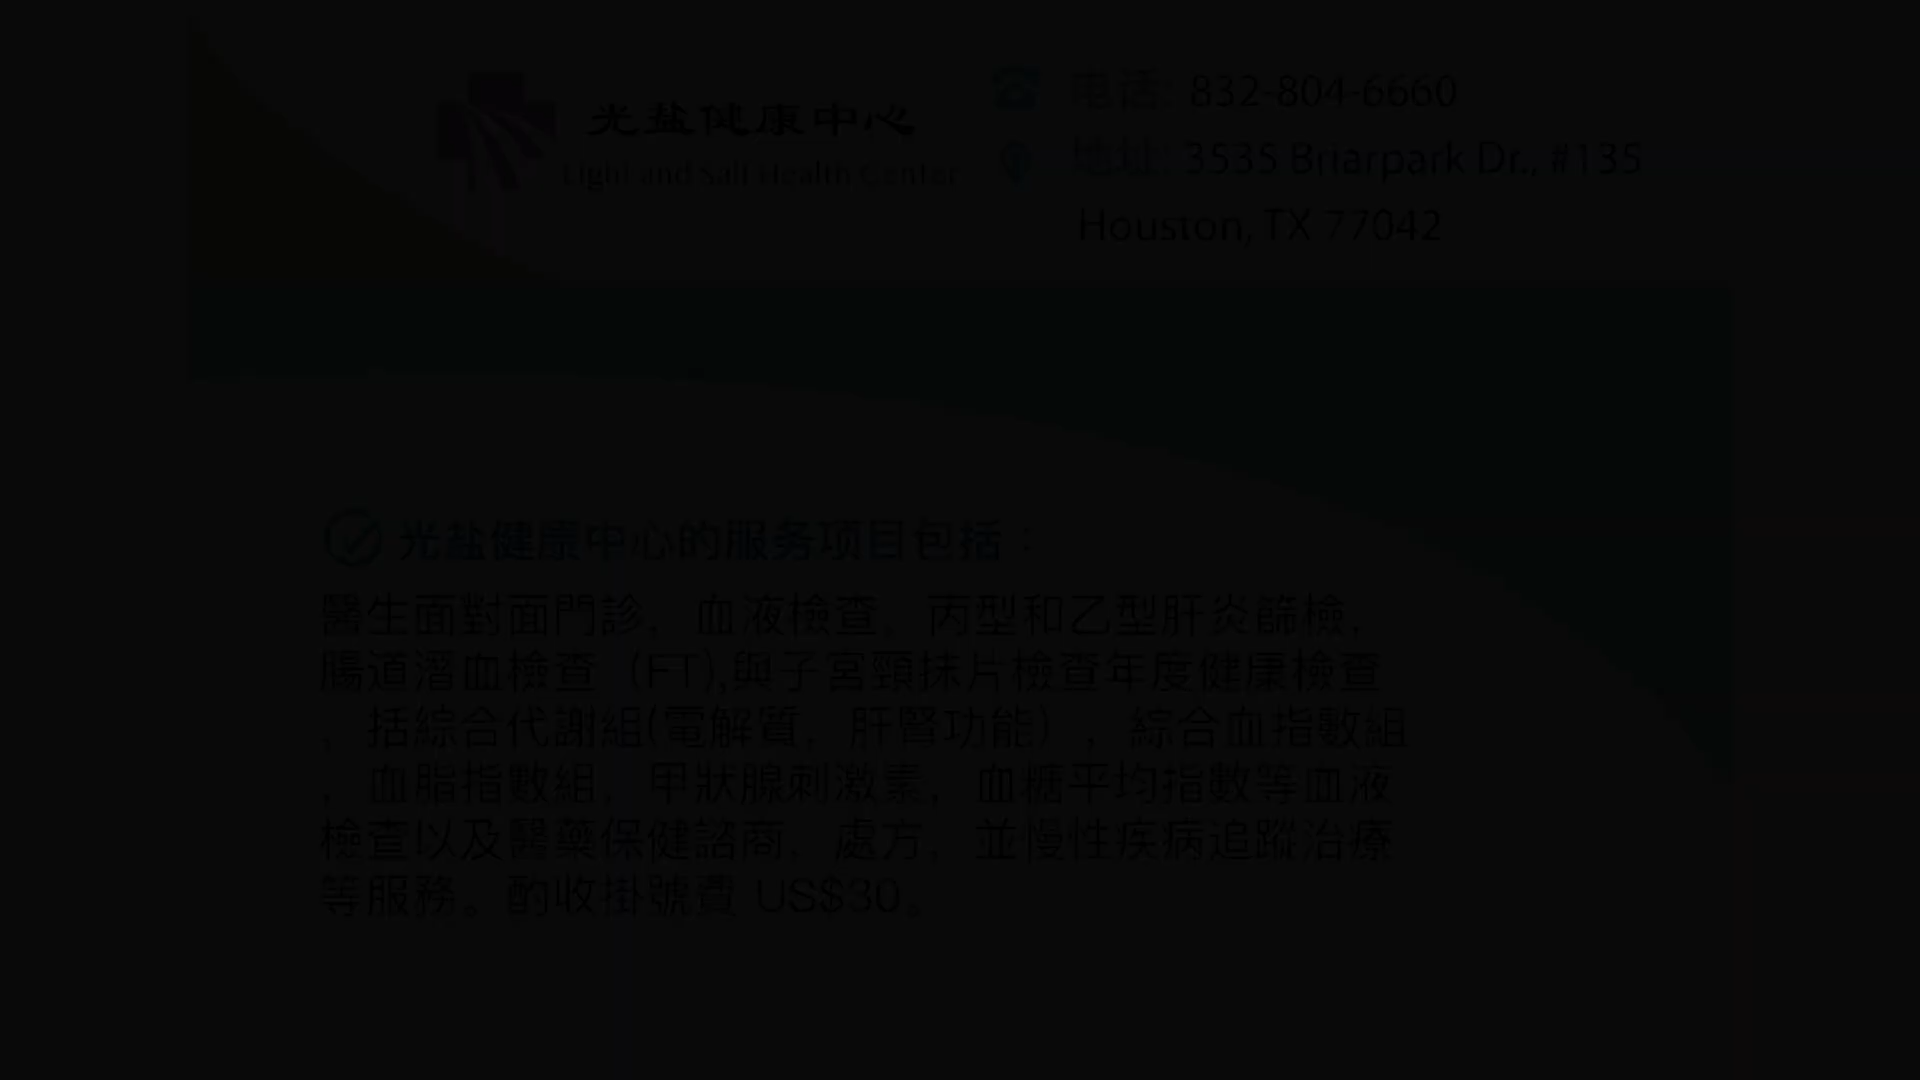 光盐健康中心
Light and Salt Health Center
电话: 832-804-6660
地址: 3535 Briarpark Dr., #135
Houston, TX 77042
光盐健康中心的服务项目包括：
醫生面對面門診，血液檢查，丙型和乙型肝炎篩檢，
腸道潛血檢查（FT),與子宮頸抹片檢查年度健康檢查
，括綜合代謝組(電解質，肝腎功能），綜合血指數組
，血脂指數組，甲狀腺刺激素，血糖平均指數等血液
檢查以及醫藥保健諮商，處方，並慢性疾病追蹤治療
等服務。酌收掛號費 US$30。